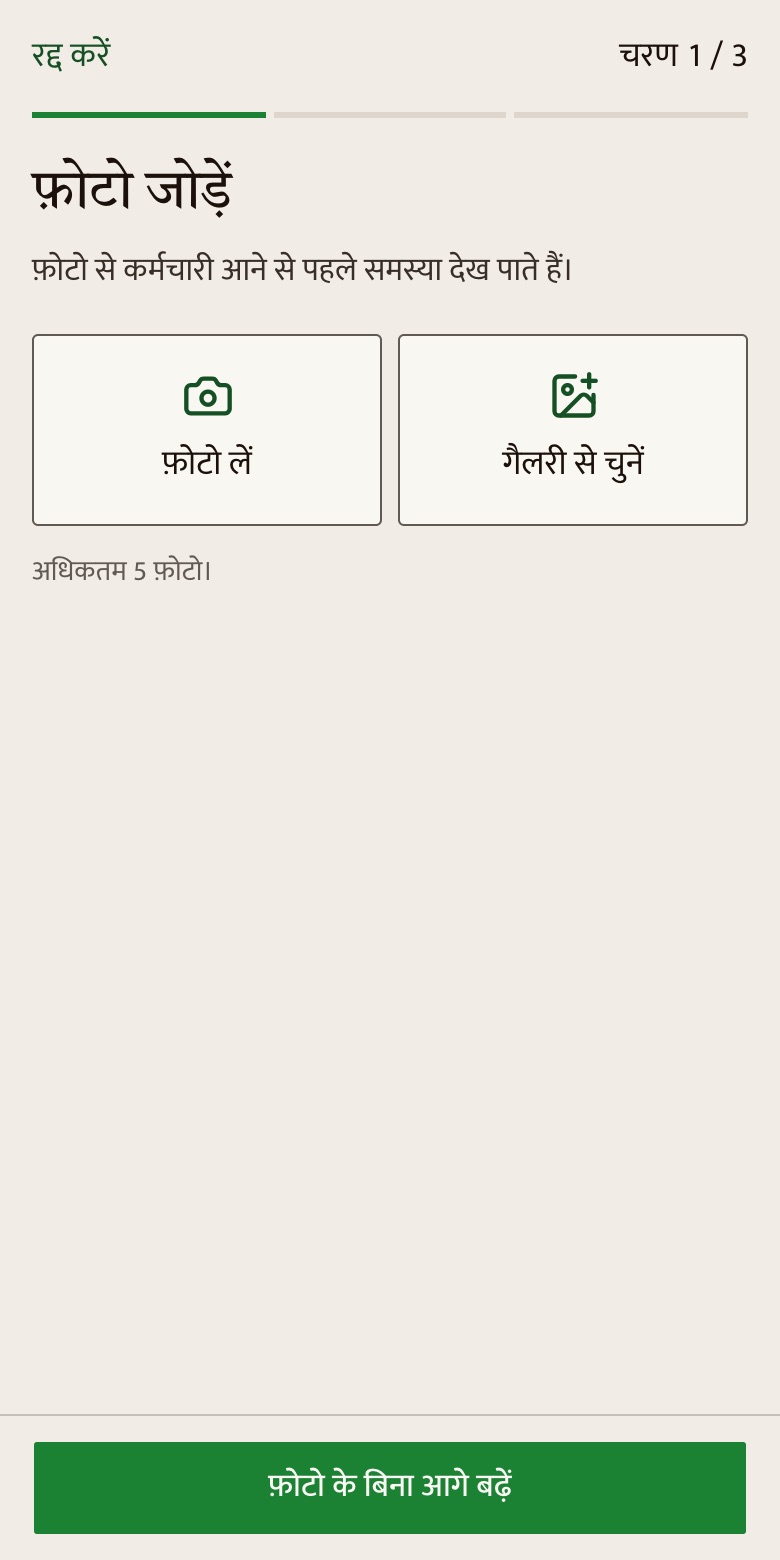 रद्द करें
चरण 1 / 3
फ़ोटो जोड़ें
फ़ोटो से कर्मचारी आने से पहले समस्या देख पाते हैं।
फ़ोटो लें
गैलरी से चुनें
अधिकतम 5 फ़ोटो।
फ़ोटो के बिना आगे बढ़ें